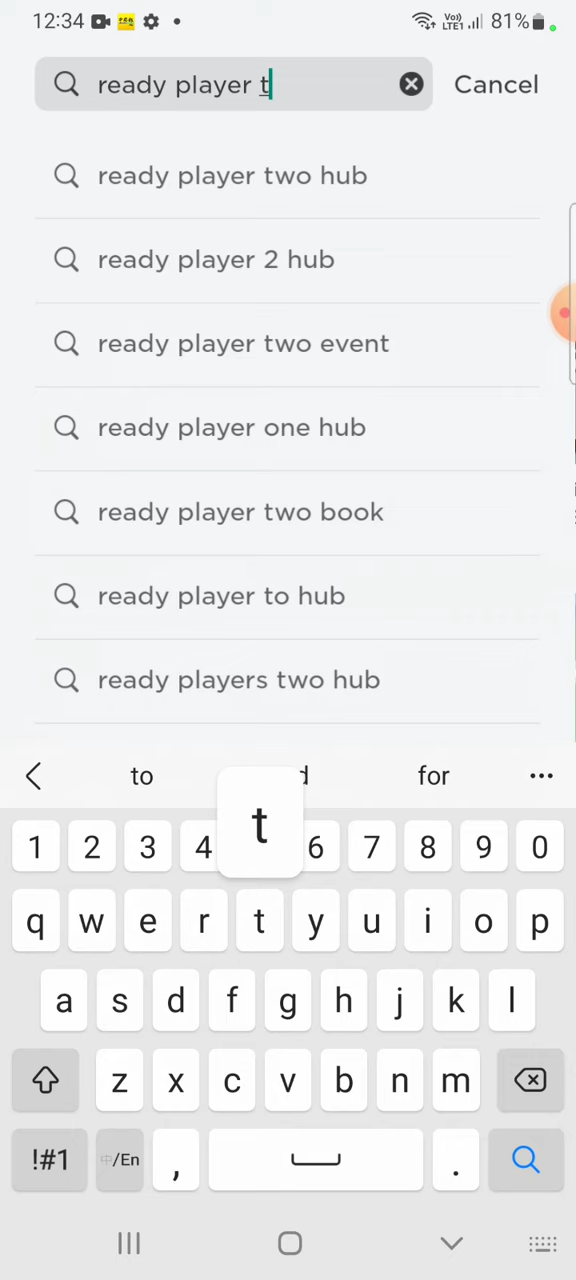 12:34 Vo)) LTE1 81%
ready player t Cancel
ready player two hub
ready player 2 hub
ready player two event
ready player one hub
ready player two book
ready player to hub
ready players two hub
to d for
t
1 2 3 4 6 7 8 9 0
q w e r t y u i o p
a s d f g h j k l
z x c v b n m
!#1 中/En , .